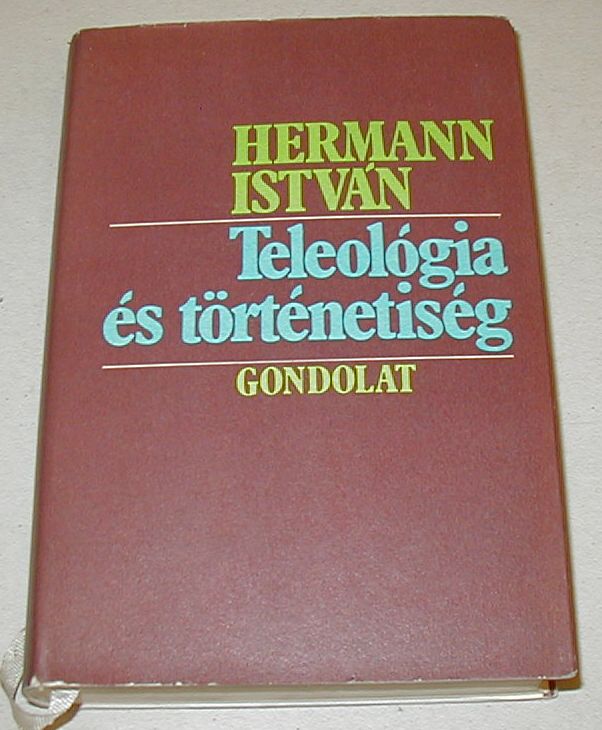 HERMANN
ISTVÁN
Teleológia
és történetiség
GONDOLAT